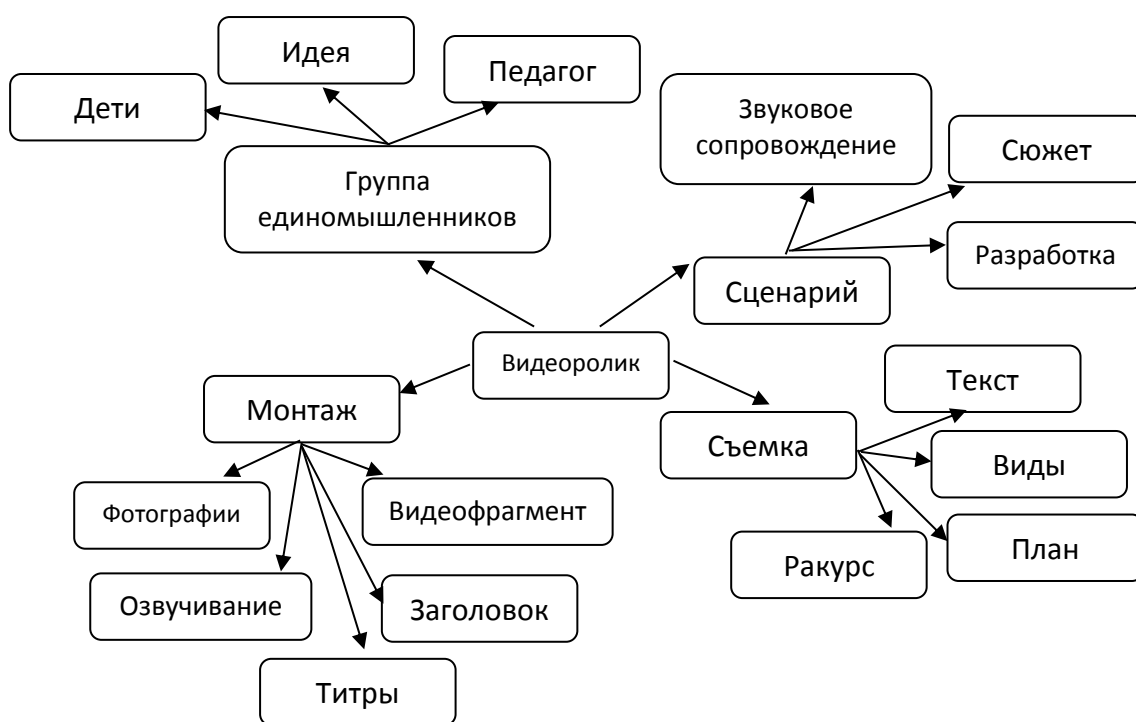 Идея
Педагог
Дети
Звуковое
сопровождение
Сюжет
Группа
единомышленников
Разработка
Сценарий
Видеоролик
Текст
Монтаж
Съемка
Виды
Фотографии
Видеофрагмент
План
Ракурс
Озвучивание
Заголовок
Титры